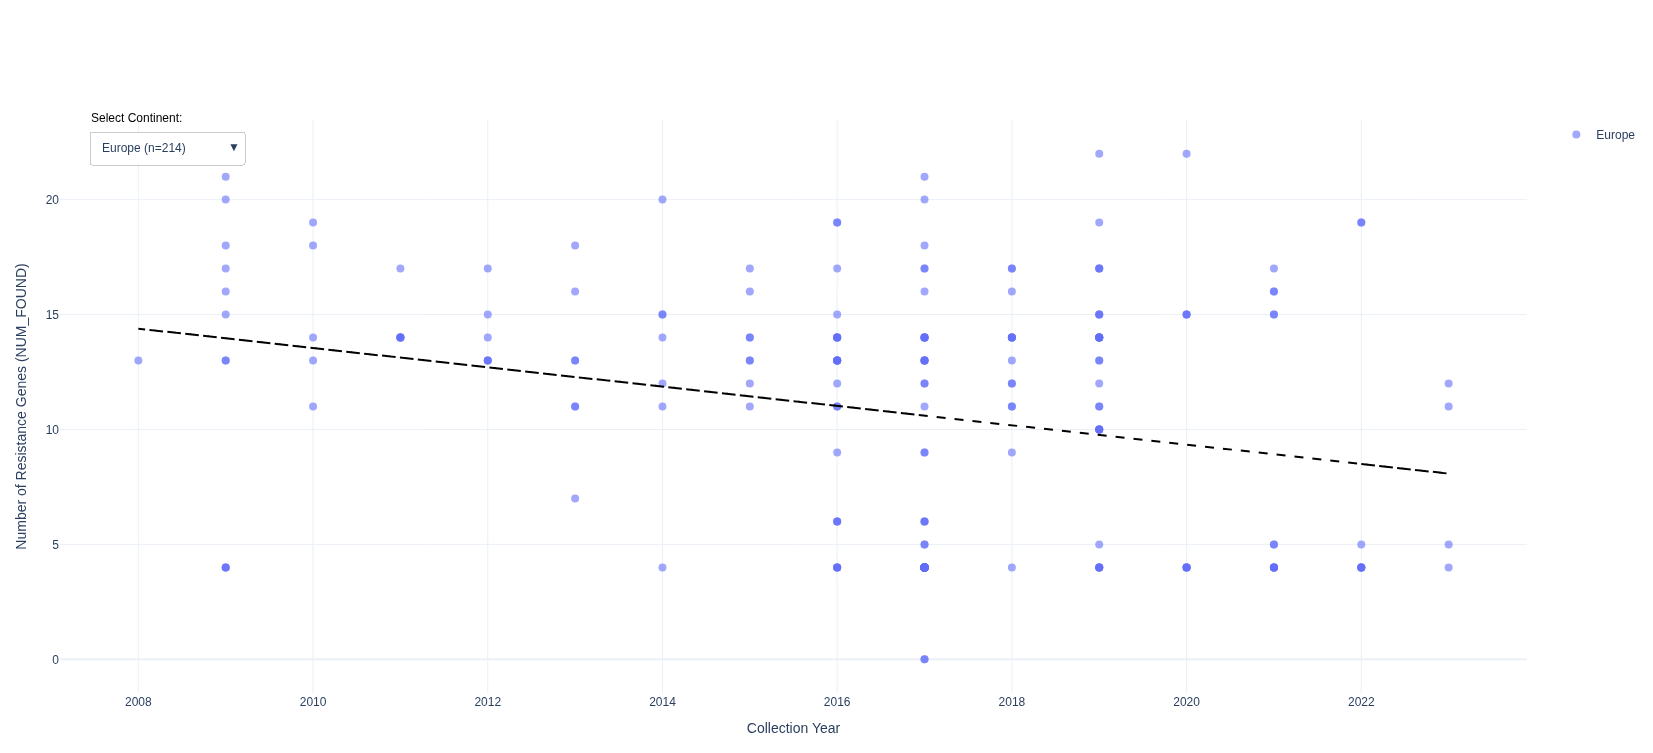 Select Continent:
Europe (n=214) ▼
Europe
20
15
10
5
0
Number of Resistance Genes (NUM_FOUND)
2008 2010 2012 2014 2016 2018 2020 2022
Collection Year